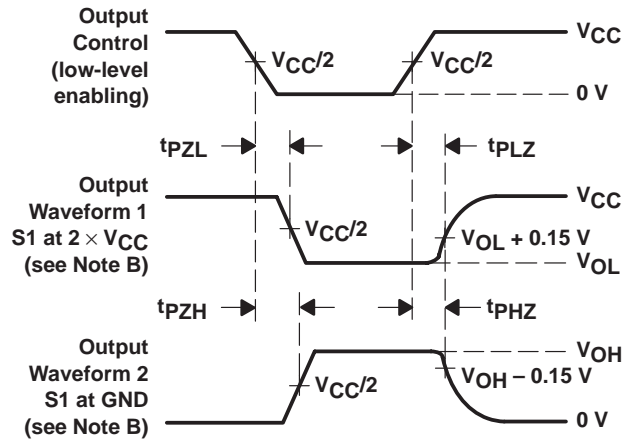 Output
Control
(low-level
enabling)
VCC/2
VCC/2
VCC
0 V
tPZL
tPLZ
Output
Waveform 1
S1 at 2 × VCC
(see Note B)
VCC/2
VCC
VOL + 0.15 V
VOL
tPZH
tPHZ
Output
Waveform 2
S1 at GND
(see Note B)
VCC/2
VOH
VOH – 0.15 V
0 V